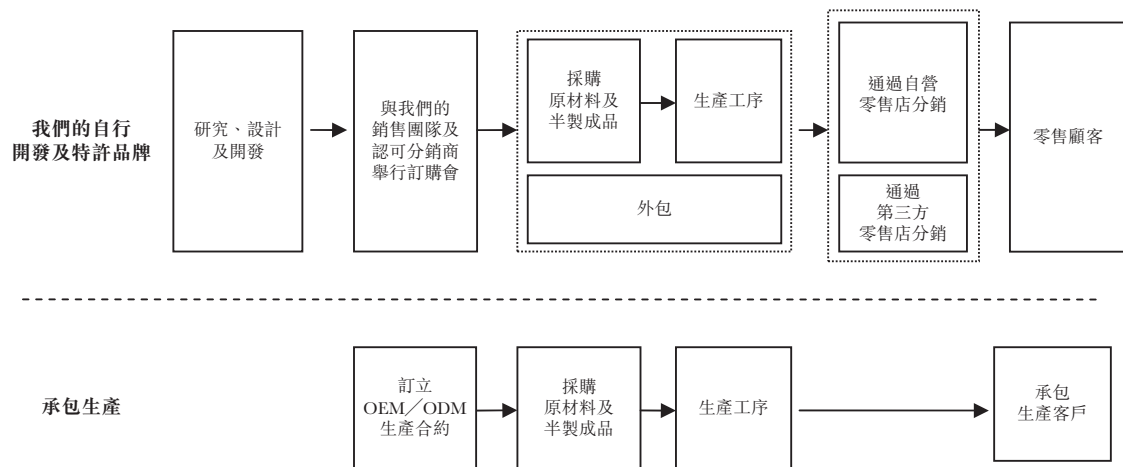 我們的自行
開發及特許品牌
研究、設計
及開發
與我們的
銷售團隊及
認可分銷商
舉行訂購會
採購
原材料及
半製成品
生產工序
外包
通過自營
零售店分銷
通過
第三方
零售店分銷
零售顧客
承包生產
訂立
OEM／ODM
生產合約
採購
原材料及
半製成品
生產工序
承包
生產客戶